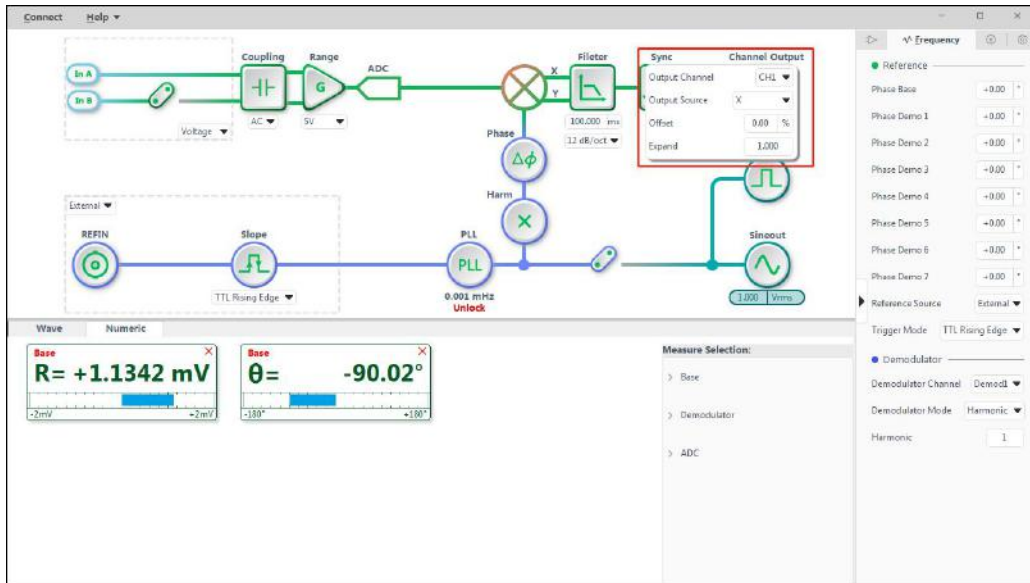 Connect Help
Frequency
Coupling Range ADC Fileter
In A
In B
G
X
Y
AC 5V
Voltage
100.000 ms
12 dB/oct
Sync Channel Output
Output Channel CH1
Output Source X
Offset 0.00 %
Expand 1.000
Phase
Δϕ
Harm
×
External
REFIN Slope PLL Sineout
PLL
TTL Rising Edge
0.001 mHz
Unlock
1.000 Vrms
Reference
Phase Base +0.00 °
Phase Demo 1 +0.00 °
Phase Demo 2 +0.00 °
Phase Demo 3 +0.00 °
Phase Demo 4 +0.00 °
Phase Demo 5 +0.00 °
Phase Demo 6 +0.00 °
Phase Demo 7 +0.00 °
Reference Source External
Trigger Mode TTL Rising Edge
Demodulator
Demodulator Channel Demod1
Demodulator Mode Harmonic
Harmonic 1
Wave Numeric
Base
R= +1.1342 mV
-2mV +2mV
Base
θ= -90.02°
-180° +180°
Measure Selection:
> Base
> Demodulator
> ADC